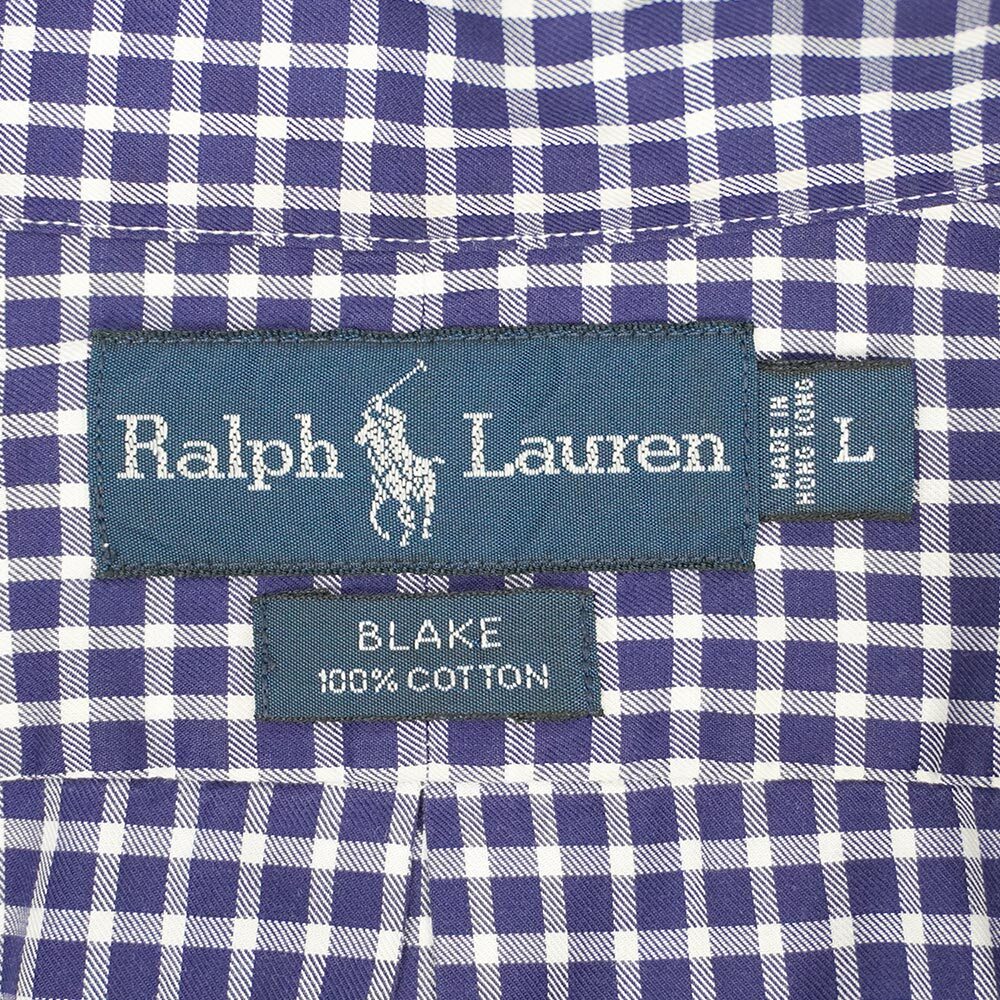 Ralph Lauren
MADE IN
HONG KONG
L
BLAKE
100% COTTON